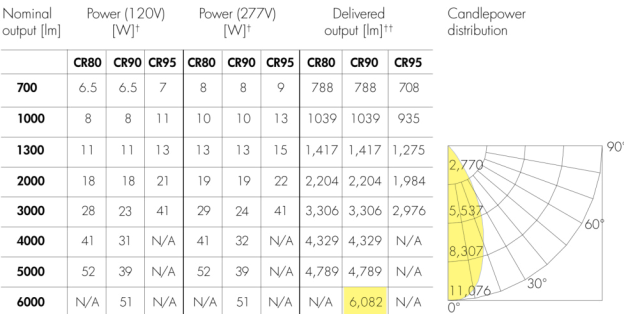 Nominal Power (120V) Power (277V) Delivered Candlepower
output [lm] [W]† [W]† output [lm]†† distribution
CR80 CR90 CR95 CR80 CR90 CR95 CR80 CR90 CR95
700 6.5 6.5 7 8 8 9 788 788 708
1000 8 8 11 10 10 13 1039 1039 935
1300 11 11 13 13 13 15 1,417 1,417 1,275
2000 18 18 21 19 19 22 2,204 2,204 1,984
3000 28 23 41 29 24 41 3,306 3,306 2,976
4000 41 31 N/A 41 32 N/A 4,329 4,329 N/A
5000 52 39 N/A 52 39 N/A 4,789 4,789 N/A
6000 N/A 51 N/A N/A 51 N/A N/A 6,082 N/A
90°
2,770
5,537
60°
8,307
30°
11,076
0°